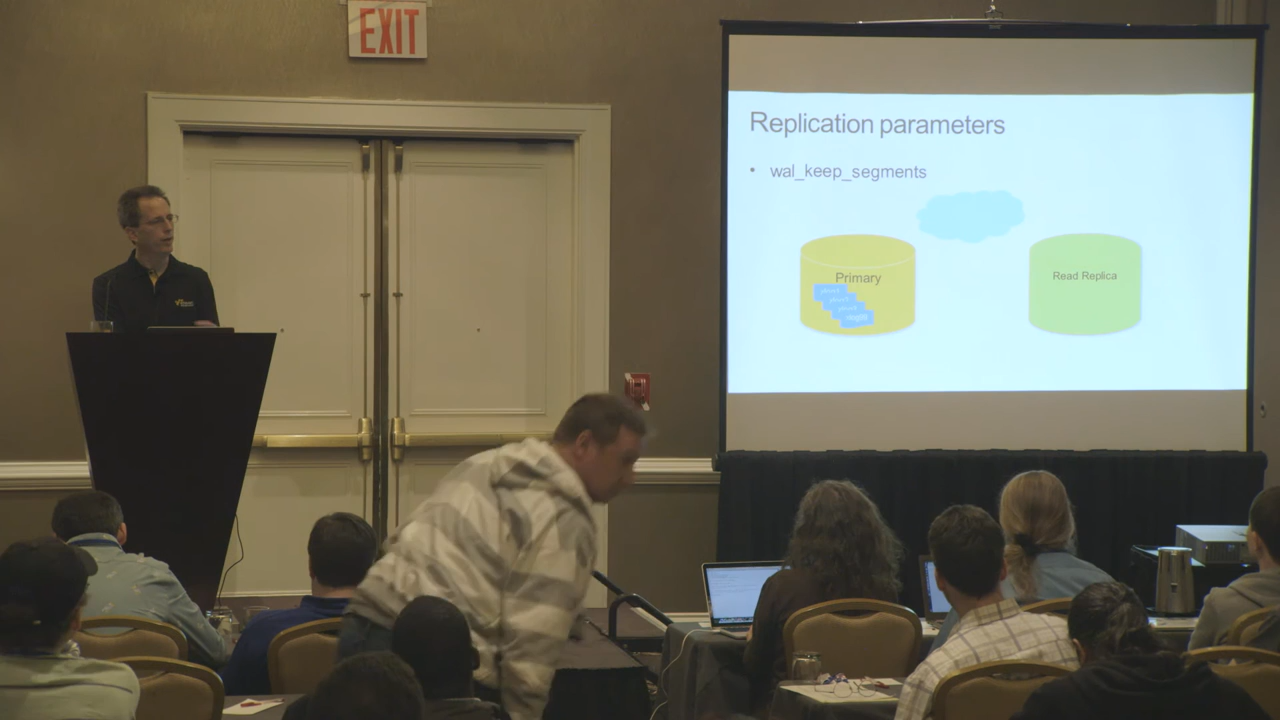 EXIT
Replication parameters
• wal_keep_segments
Primary
Read Replica